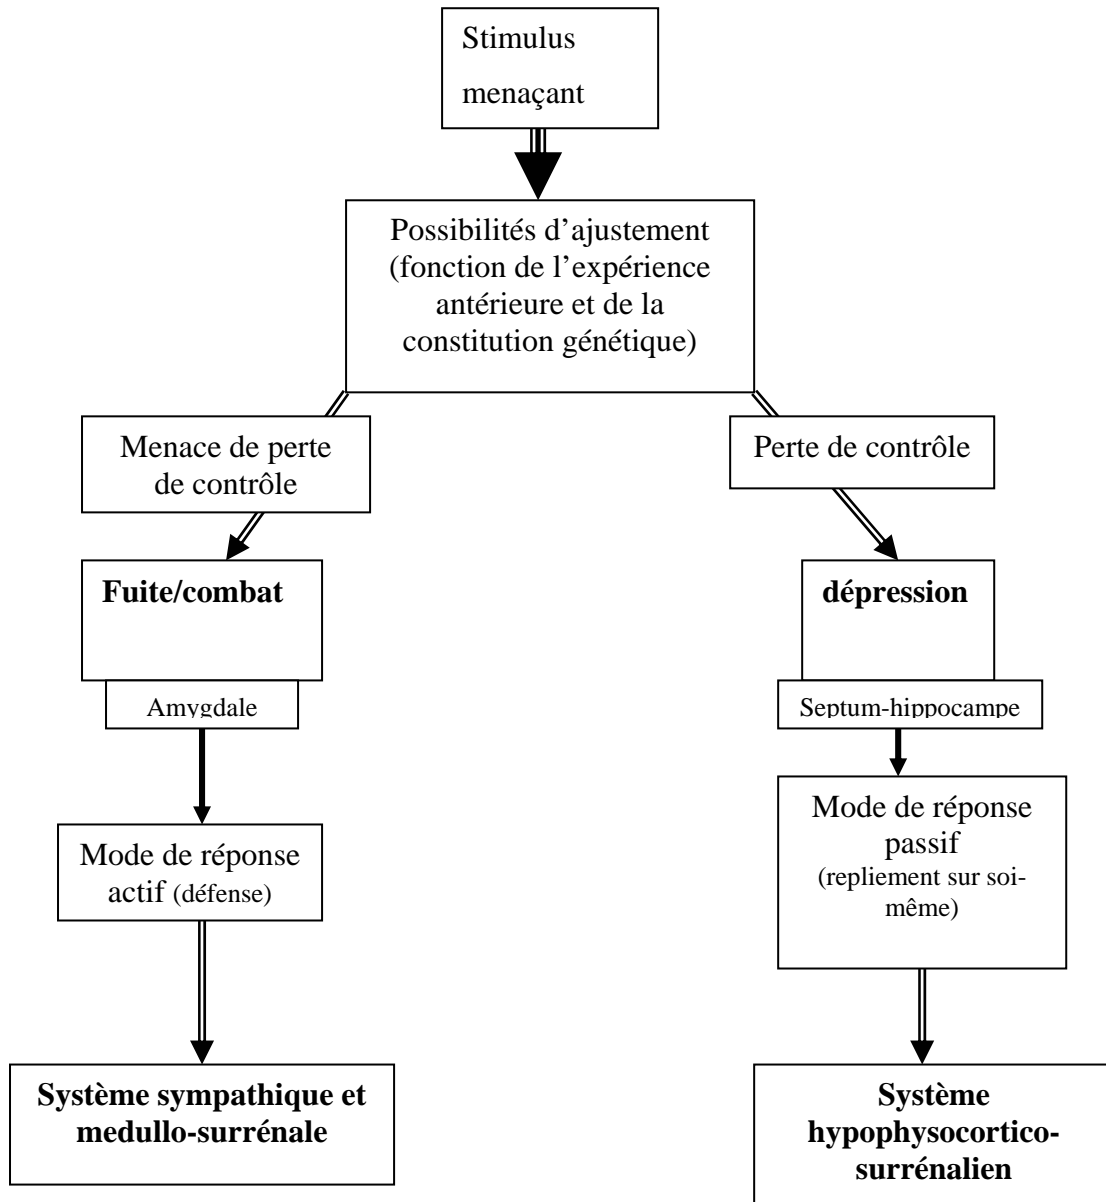 Stimulus
menaçant
Possibilités d’ajustement
(fonction de l’expérience
antérieure et de la
constitution génétique)
Menace de perte
de contrôle
Perte de contrôle
Fuite/combat
dépression
Amygdale
Septum-hippocampe
Mode de réponse
actif (défense)
Mode de réponse
passif
(repliement sur soi-
même)
Système sympathique et
medullo-surrénale
Système
hypophysocortico-
surrénalien